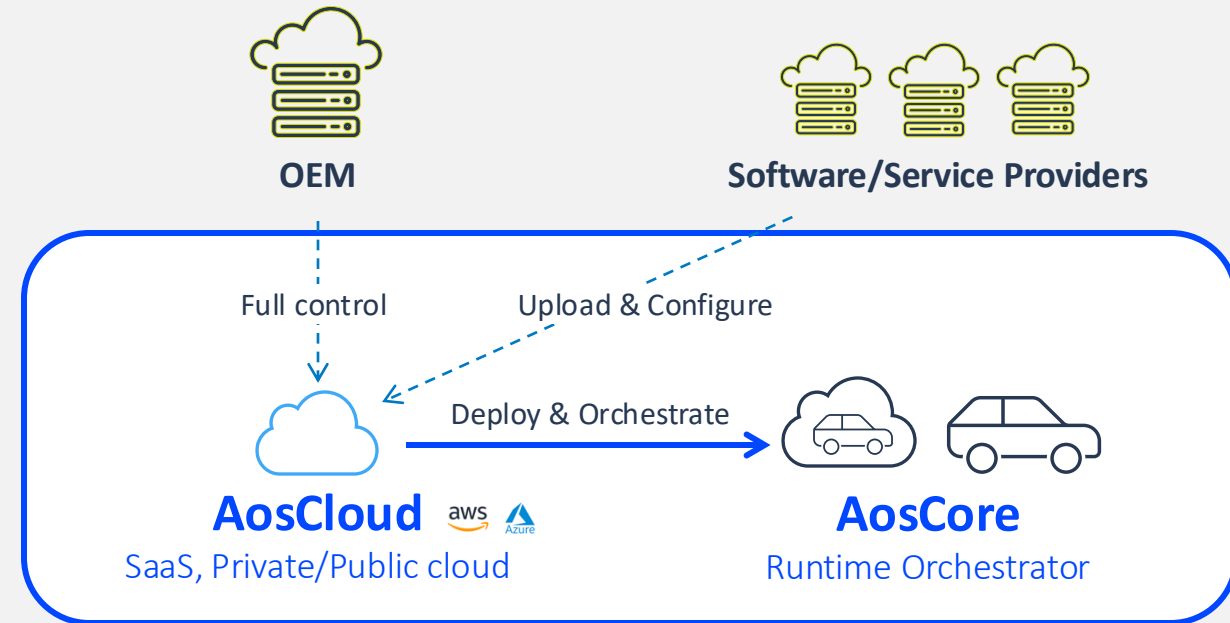 OEM
Software/Service Providers
Full control
Upload & Configure
Deploy & Orchestrate
AosCloud
aws
Azure
AosCore
SaaS, Private/Public cloud
Runtime Orchestrator